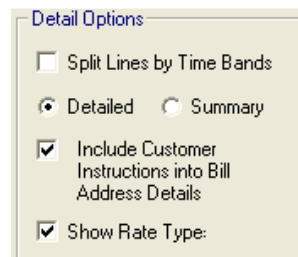 Detail Options
Split Lines by Time Bands
Detailed Summary
Include Customer
Instructions into Bill
Address Details
Show Rate Type: